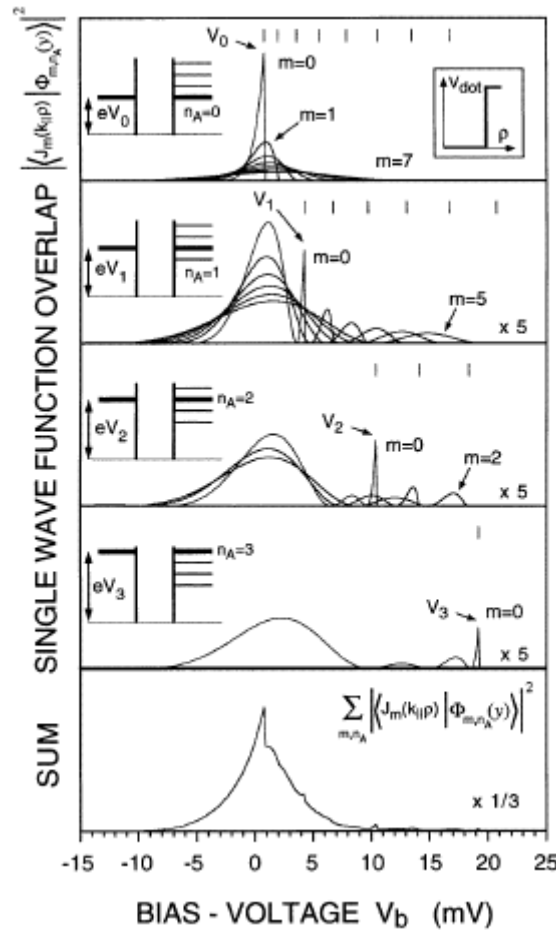 SINGLE WAVE FUNCTION OVERLAP |⟨J_m(k_||ρ)|Φ_{m,n_A}(y)⟩|²
V_0
m=0
m=1
m=7
eV_0
n_A=0
V_dot
ρ
V_1
m=0
m=5
eV_1
n_A=1
x 5
n_A=2
eV_2
V_2
m=0
m=2
x 5
n_A=3
eV_3
V_3
m=0
x 5
SUM
∑_{m,n_A} |⟨J_m(k_||ρ)|Φ_{m,n_A}(y)⟩|²
x 1/3
-15 -10 -5 0 5 10 15 20 25
BIAS - VOLTAGE V_b (mV)